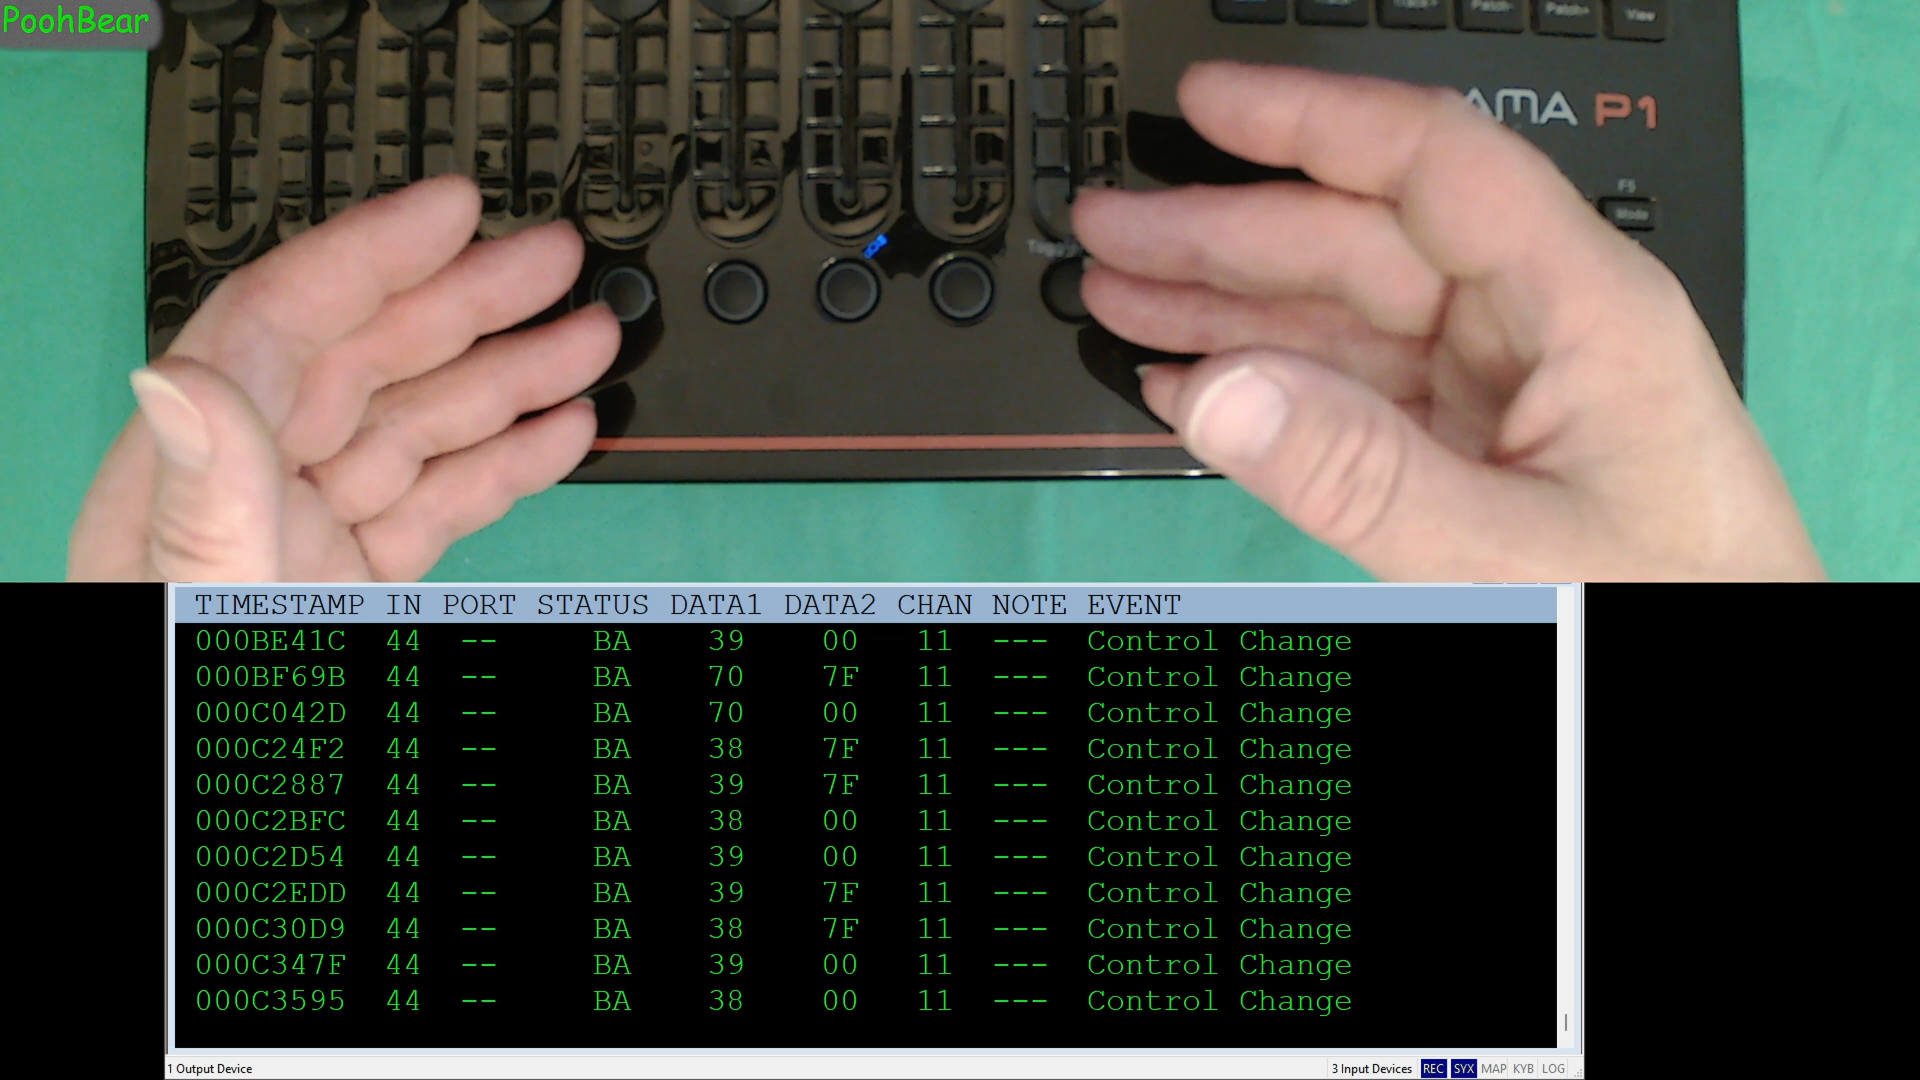 PoohBear
View
AMA P1
F5
Mode
TIMESTAMP IN PORT STATUS DATA1 DATA2 CHAN NOTE EVENT
000BE41C 44 -- BA 39 00 11 --- Control Change
000BF69B 44 -- BA 70 7F 11 --- Control Change
000C042D 44 -- BA 70 00 11 --- Control Change
000C24F2 44 -- BA 38 7F 11 --- Control Change
000C2887 44 -- BA 39 7F 11 --- Control Change
000C2BFC 44 -- BA 38 00 11 --- Control Change
000C2D54 44 -- BA 39 00 11 --- Control Change
000C2EDD 44 -- BA 39 7F 11 --- Control Change
000C30D9 44 -- BA 38 7F 11 --- Control Change
000C347F 44 -- BA 39 00 11 --- Control Change
000C3595 44 -- BA 38 00 11 --- Control Change
1 Output Device 3 Input Devices REC SYX MAP KYB LOG